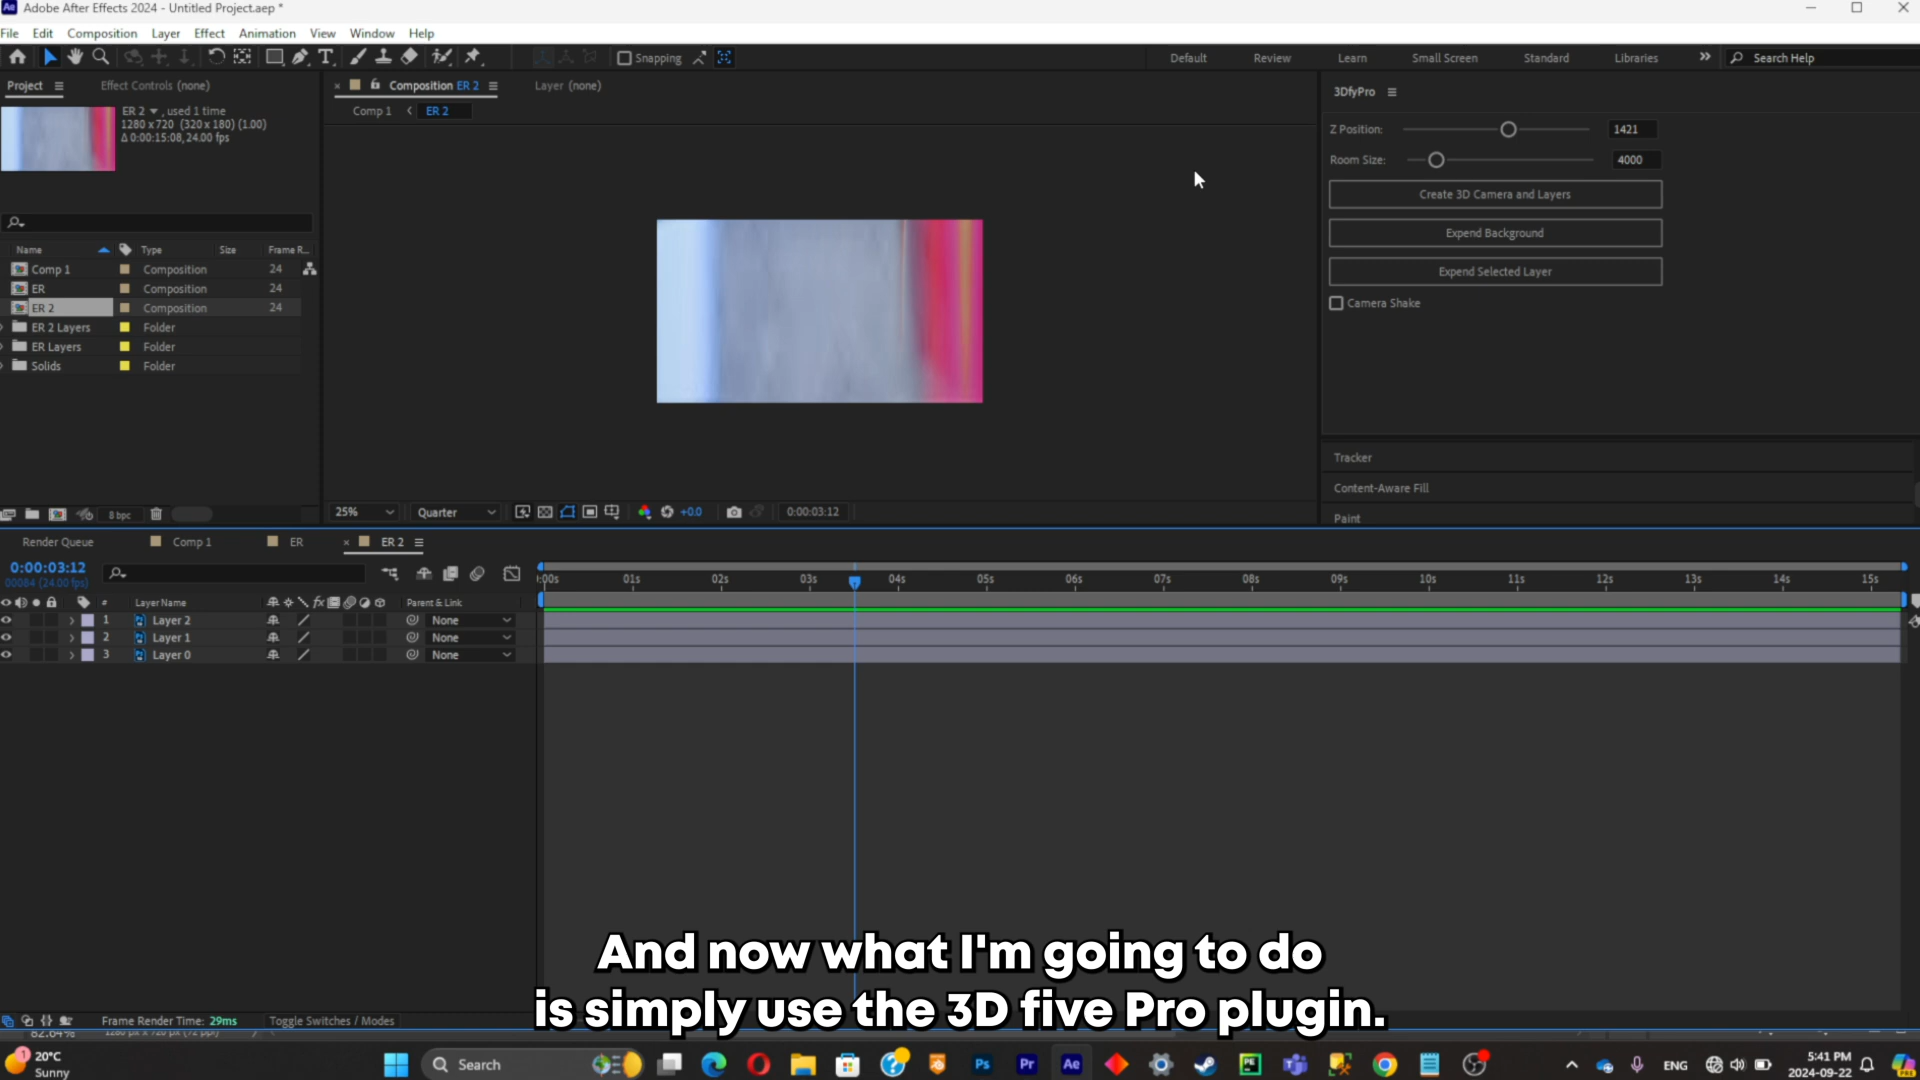 Adobe After Effects 2024 - Untitled Project.aep *
File Edit Composition Layer Effect Animation View Window Help
Snapping Default Review Learn Small Screen Standard Libraries Search Help
Project Effect Controls (none)
ER 2 , used 1 time
1280 x 720 (320 x 180) (1.00)
Δ 0:00:15:08, 24.00 fps
Name Type Size Frame R...
Comp 1 Composition 24
ER Composition 24
ER 2 Composition 24
ER 2 Layers Folder
ER Layers Folder
Solids Folder
8 bpc
Composition ER 2 Layer (none)
Comp 1 ER 2
25% Quarter +0.0 0:00:03:12
3DfyPro
Z Position: 1421
Room Size: 4000
Create 3D Camera and Layers
Expend Background
Expend Selected Layer
Camera Shake
Tracker
Content-Aware Fill
Paint
Render Queue Comp 1 ER ER 2
0:00:03:12
00084 (24.00 fps)
:00s 01s 02s 03s 04s 05s 06s 07s 08s 09s 10s 11s 12s 13s 14s 15s
# Layer Name fx Parent & Link
1 Layer 2 None
2 Layer 1 None
3 Layer 0 None
And now what I'm going to do
is simply use the 3D five Pro plugin.
Frame Render Time: 29ms Toggle Switches / Modes
1 20°C
Sunny
Search
Ps Pr Ae PE
ENG
5:41 PM
2024-09-22